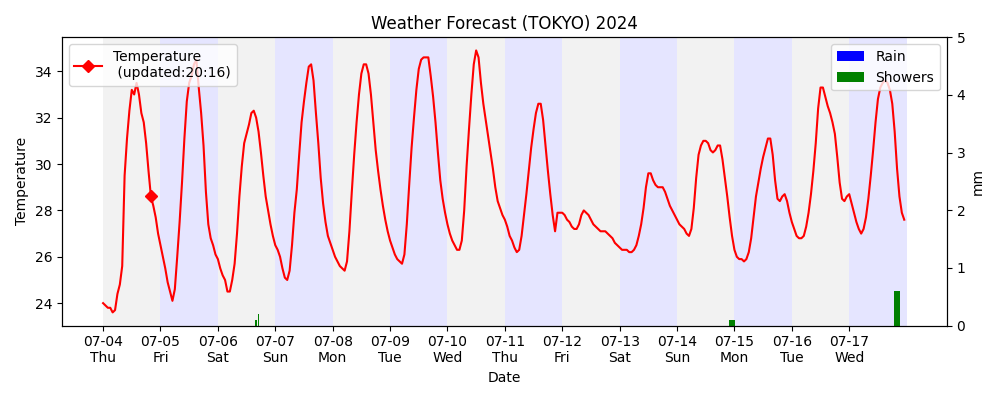 Weather Forecast (TOKYO) 2024
Temperature
(updated:20:16)
Rain
Showers
Temperature
34
32
30
28
26
24
5
4
3
2
1
0
mm
07-04 07-05 07-06 07-07 07-08 07-09 07-10 07-11 07-12 07-13 07-14 07-15 07-16 07-17
Thu Fri Sat Sun Mon Tue Wed Thu Fri Sat Sun Mon Tue Wed
Date